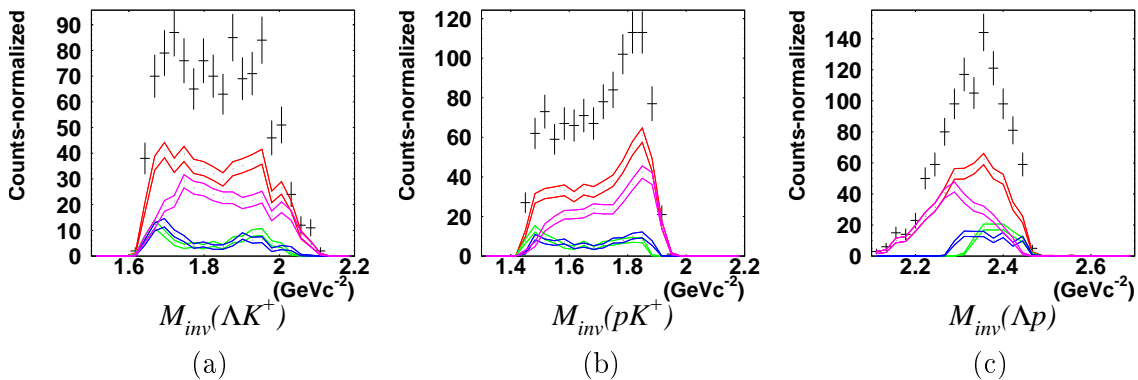 Counts-normalized
90
80
70
60
50
40
30
20
10
0
1.6 1.8 2 2.2
(GeVc⁻²)
M_inv(ΛK⁺)
(a)
Counts-normalized
120
100
80
60
40
20
0
1.4 1.6 1.8 2 2.2
(GeVc⁻²)
M_inv(pK⁺)
(b)
Counts-normalized
140
120
100
80
60
40
20
0
2.2 2.4 2.6
(GeVc⁻²)
M_inv(Λp)
(c)